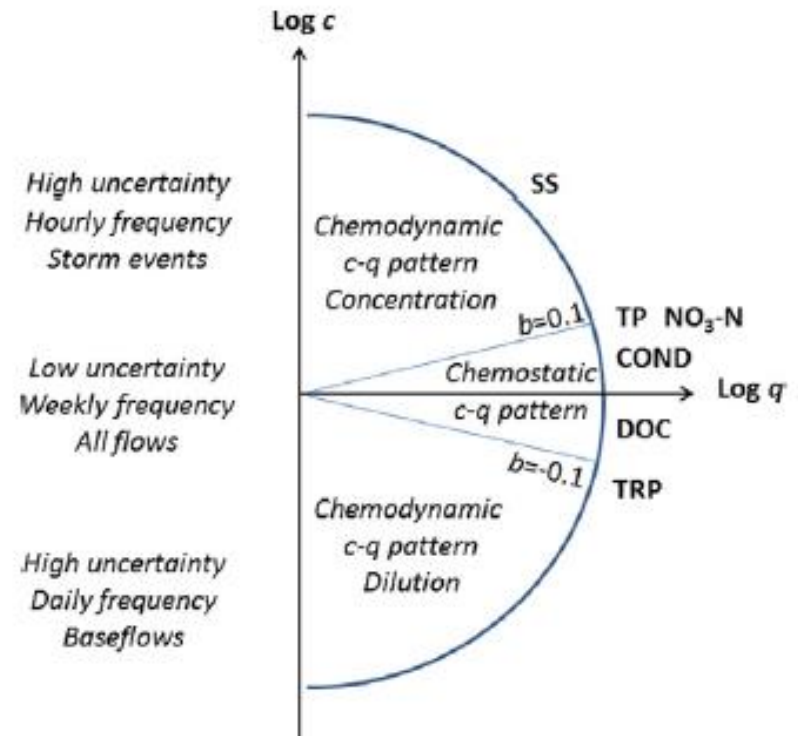 Log c
High uncertainty
Hourly frequency
Storm events
SS
Chemodynamic
c-q pattern
Concentration
b=0.1
TP NO₃-N
COND
Low uncertainty
Weekly frequency
All flows
Chemostatic
c-q pattern
Log q
DOC
b=-0.1
TRP
Chemodynamic
c-q pattern
Dilution
High uncertainty
Daily frequency
Baseflows